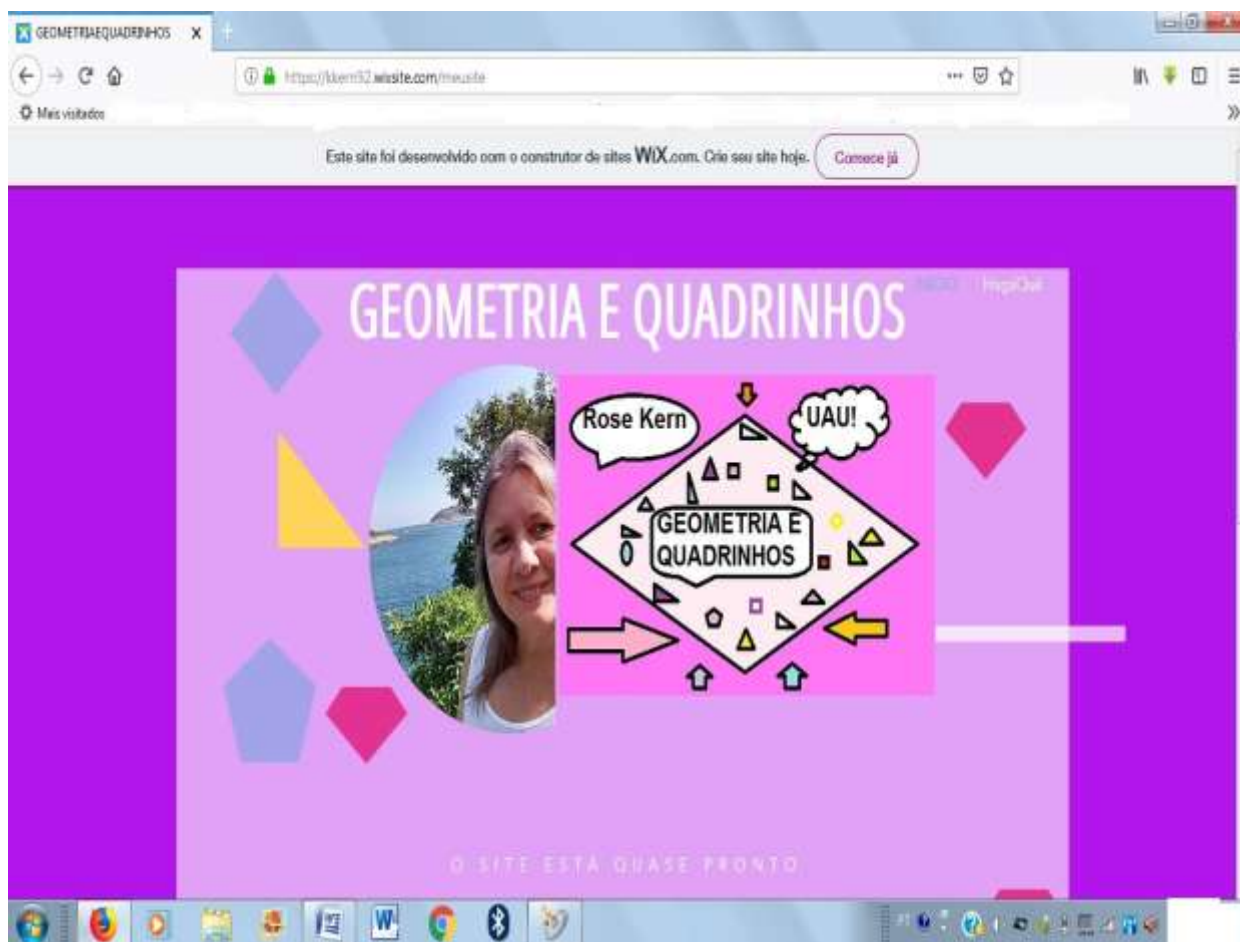 GEOMETRIAEQUADRINHOS X
Mais visitados
Este site foi desenvolvido com o construtor de sites WiX.com. Crie seu site hoje. Comece já
GEOMETRIA E QUADRINHOS
Rose Kern
UAU!
GEOMETRIA E
QUADRINHOS
O SITE ESTÁ QUASE PRONTO